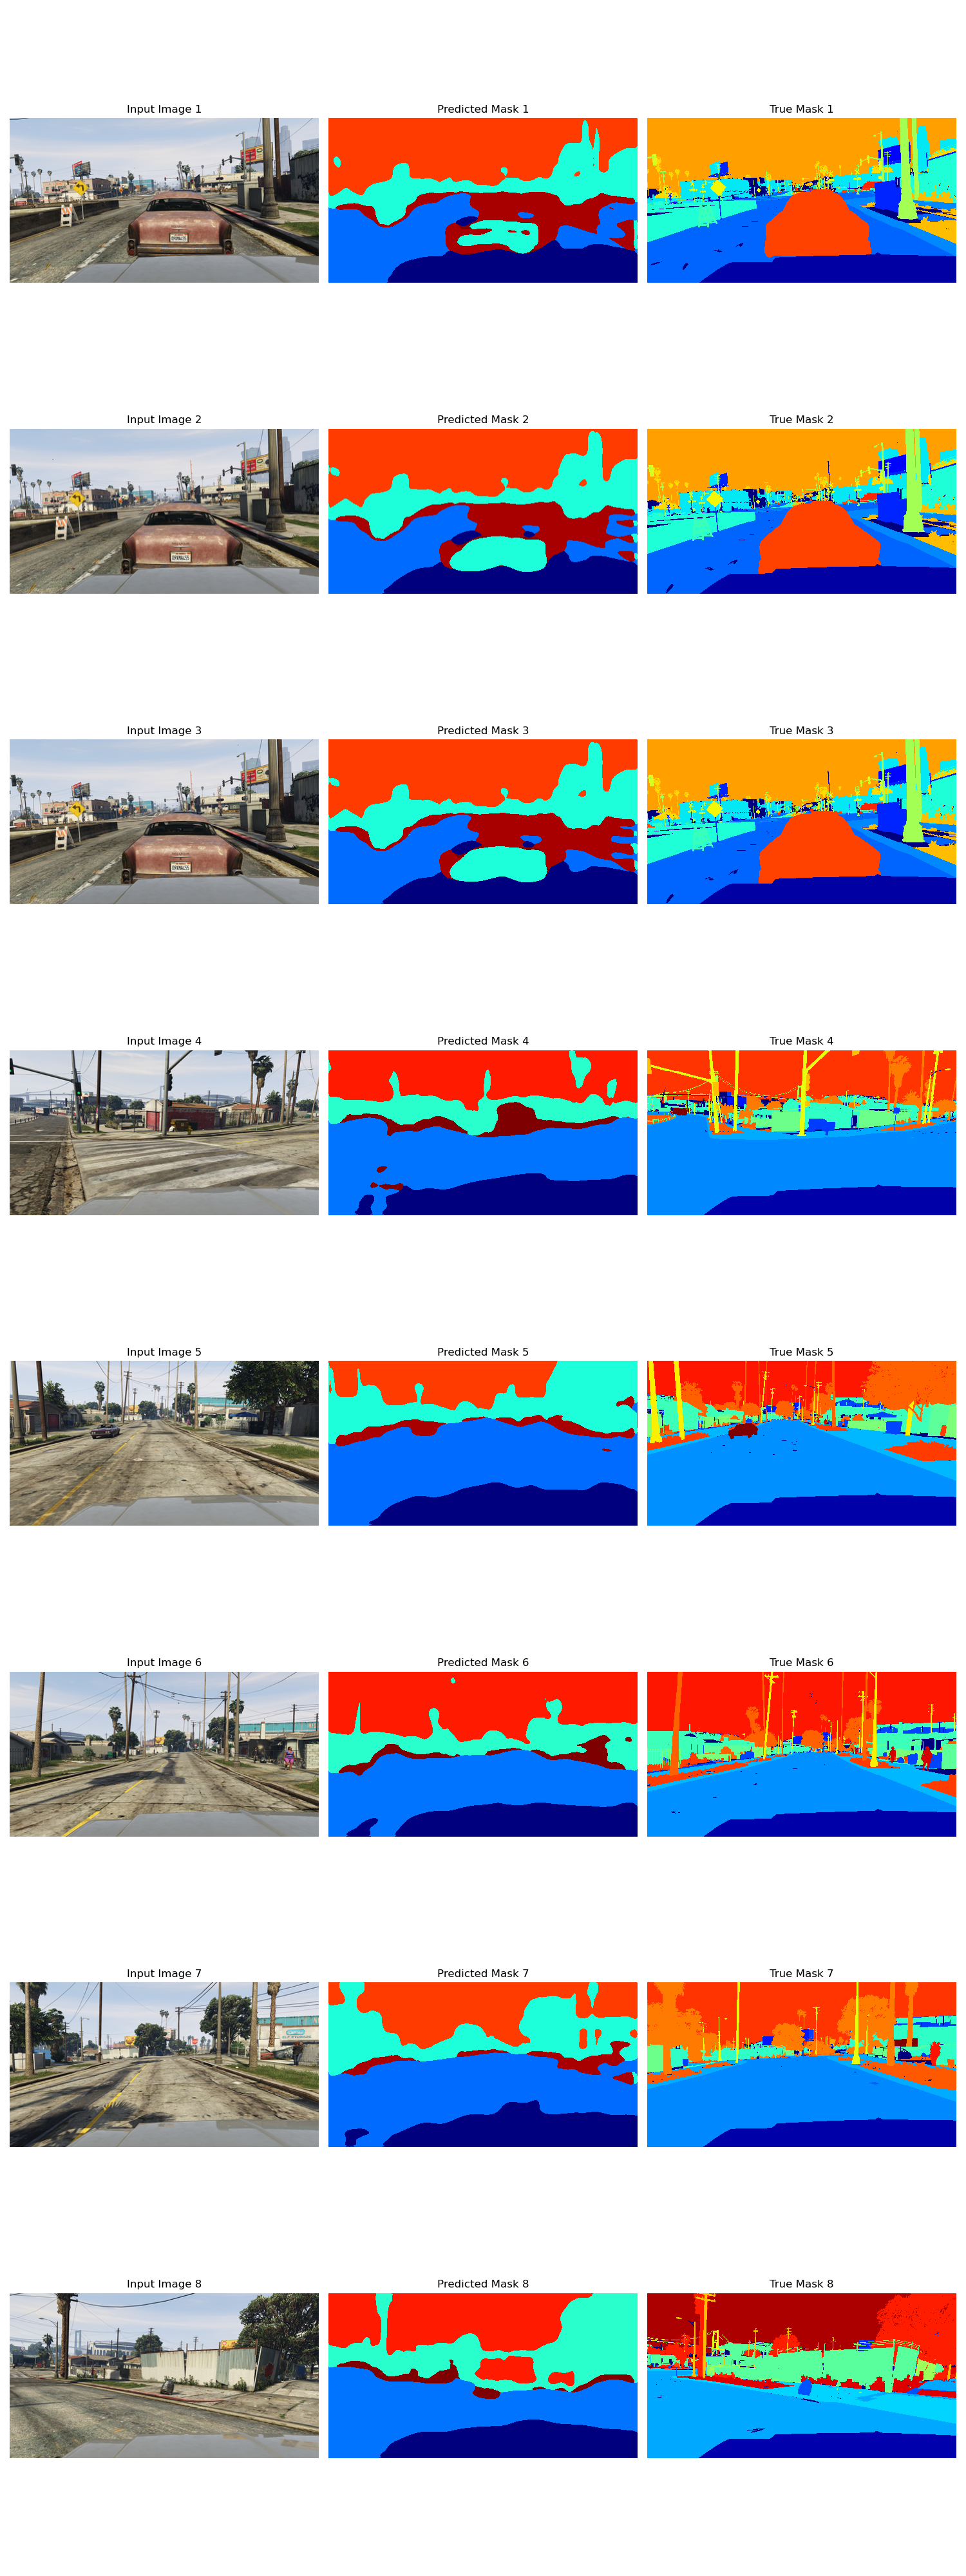 Input Image 1 Predicted Mask 1 True Mask 1
Input Image 2 Predicted Mask 2 True Mask 2
Input Image 3 Predicted Mask 3 True Mask 3
Input Image 4 Predicted Mask 4 True Mask 4
Input Image 5 Predicted Mask 5 True Mask 5
Input Image 6 Predicted Mask 6 True Mask 6
Input Image 7 Predicted Mask 7 True Mask 7
Input Image 8 Predicted Mask 8 True Mask 8